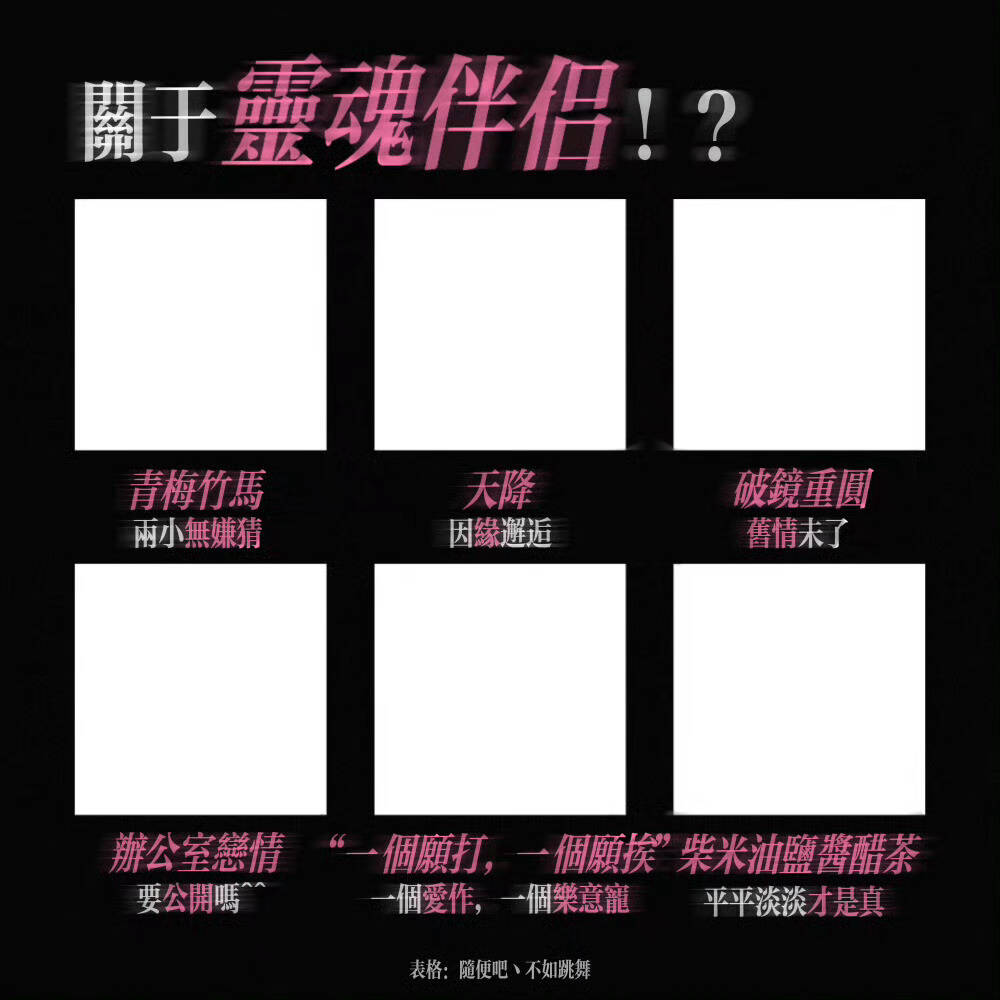 關于靈魂伴侶！？
青梅竹馬
兩小無嫌猜
天降
因緣邂逅
破鏡重圓
舊情未了
辦公室戀情
要公開嗎^^
“一個願打，一個願挨”
一個愛作，一個樂意寵
柴米油鹽醬醋茶
平平淡淡才是真
表格：隨便吧丶不如跳舞